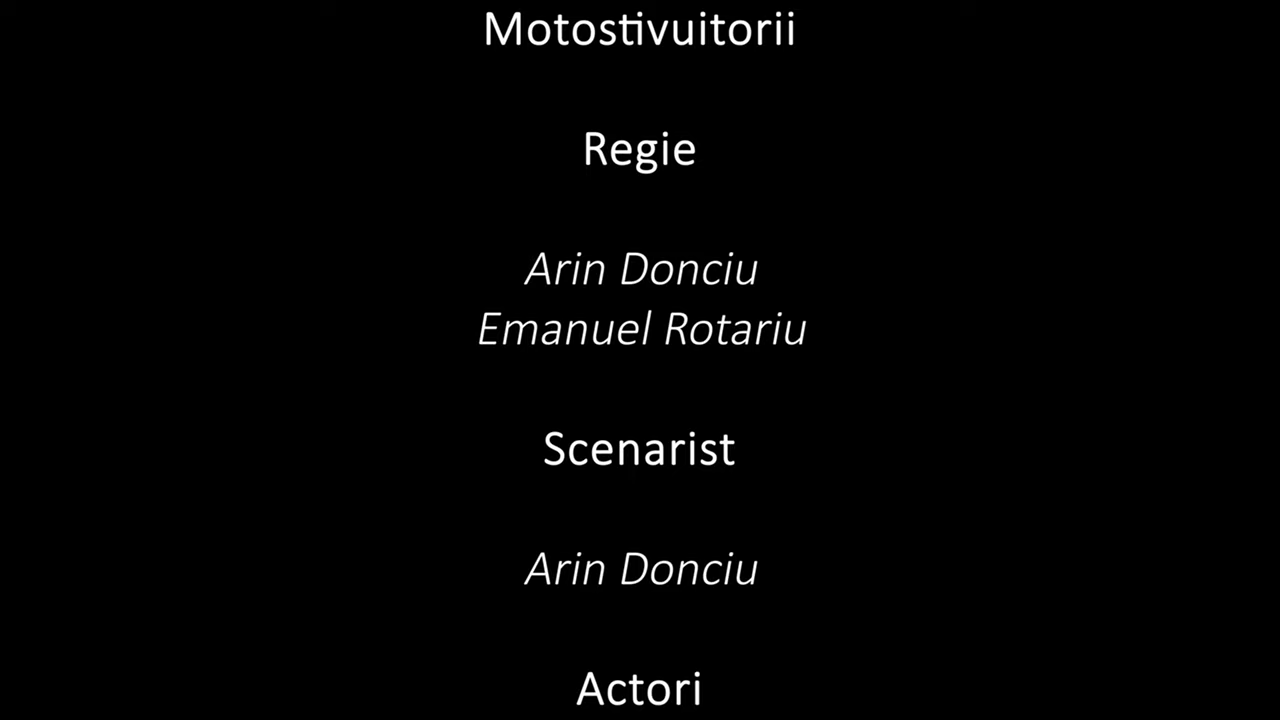 Motostivuitorii
Regie
Arin Donciu
Emanuel Rotariu
Scenarist
Arin Donciu
Actori